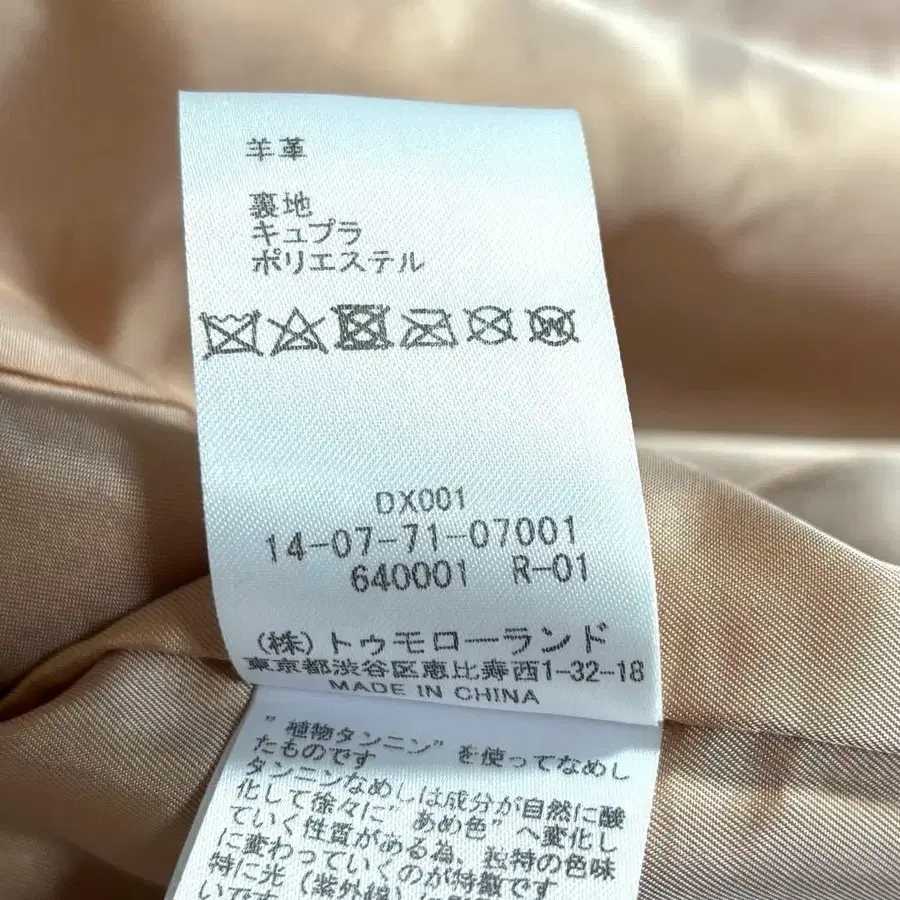 羊革
裏地
キュプラ
ポリエステル
DX001
14-07-71-07001
640001 R-01
(株)トゥモローランド
東京都渋谷区恵比寿西1-32-18
MADE IN CHINA
"植物タンニン"を使ってなめし
たものです
タンニンなめしは成分が自然に酸
化して徐々に"あめ色"へ変化し
ていく性質がある為、独特の色味
に変わっていくのが特徴です
特に光(紫外線)に
いです